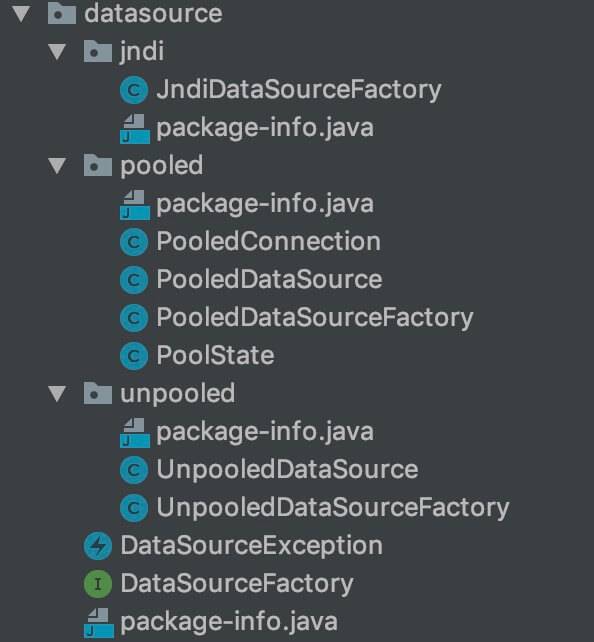 datasource
jndi
C JndiDataSourceFactory
J package-info.java
pooled
J package-info.java
C PooledConnection
C PooledDataSource
C PooledDataSourceFactory
C PoolState
unpooled
J package-info.java
C UnpooledDataSource
C UnpooledDataSourceFactory
DataSourceException
I DataSourceFactory
J package-info.java